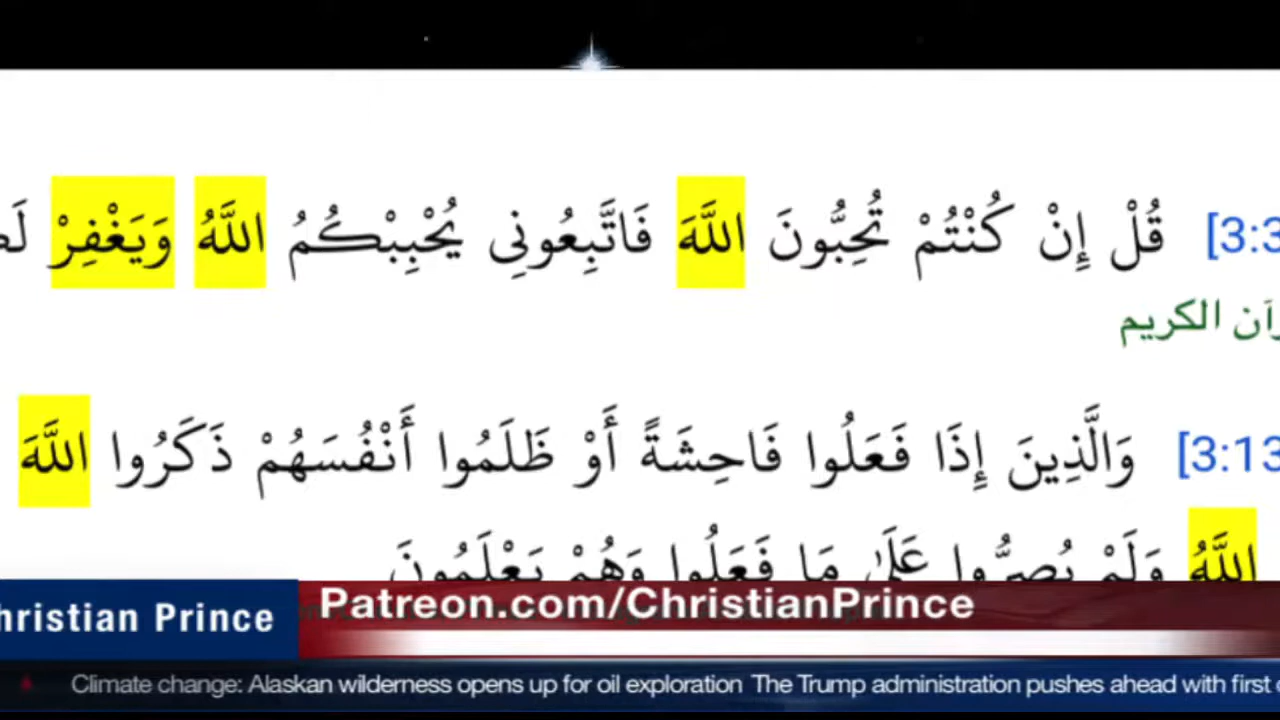 [3:3 قُلْ إِنْ كُنْتُمْ تُحِبُّونَ اللَّهَ فَاتَّبِعُونِي يُحْبِبْكُمُ اللَّهُ وَيَغْفِرْ
الكريم
[3:13 وَالَّذِينَ إِذَا فَعَلُوا فَاحِشَةً أَوْ ظَلَمُوا أَنْفُسَهُمْ ذَكَرُوا اللَّهَ
اللَّهُ وَلَمْ يُصِرُّوا عَلَىٰ مَا فَعَلُوا وَهُمْ يَعْلَمُونَ
hristian Prince
Patreon.com/ChristianPrince
Climate change: Alaskan wilderness opens up for oil exploration The Trump administration pushes ahead with first